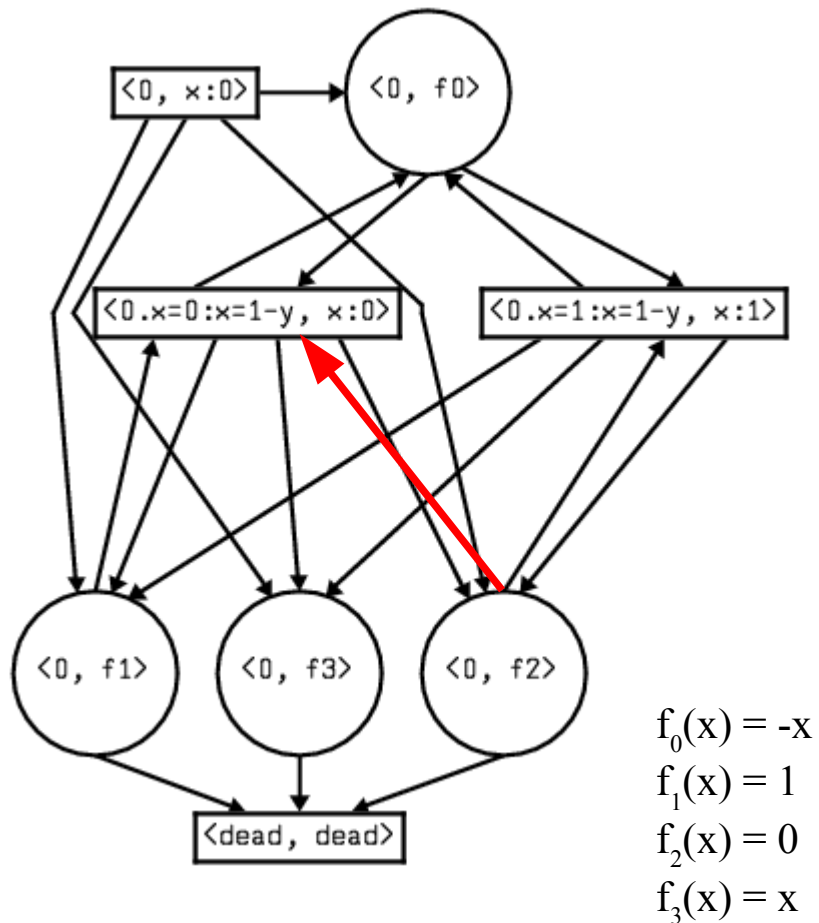 <0, x:0>
<0, f0>
<0.x=0:x=1-y, x:0>
<0.x=1:x=1-y, x:1>
<0, f1>
<0, f3>
<0, f2>
<dead, dead>
f₀(x) = -x
f₁(x) = 1
f₂(x) = 0
f₃(x) = x